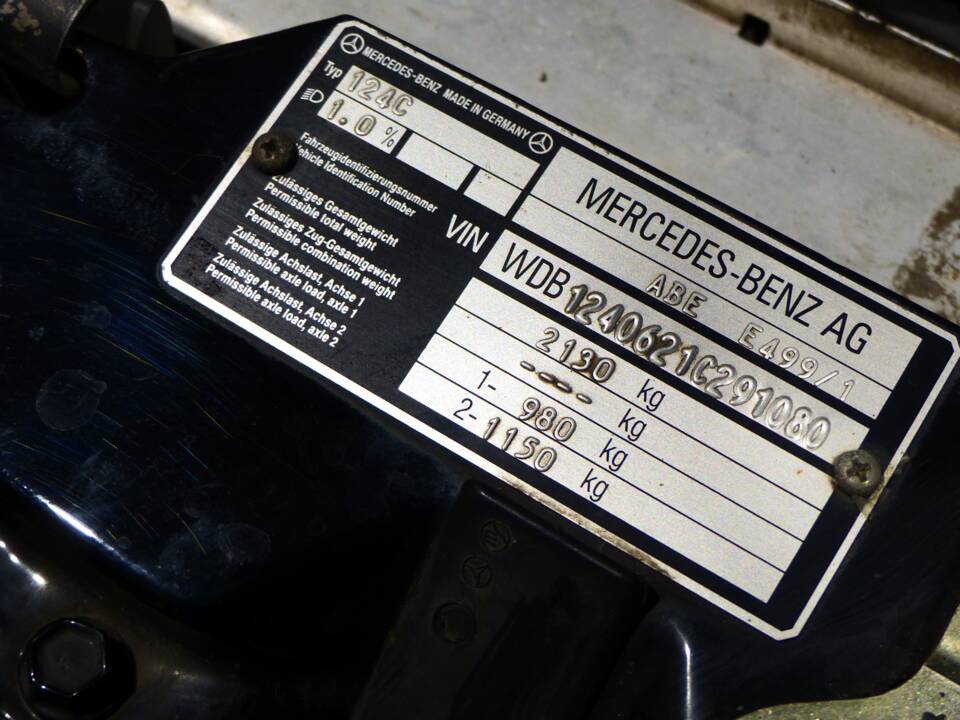 MERCEDES-BENZ MADE IN GERMANY
Typ 124C
1.0 %
Fahrzeugidentifizierungsnummer
Vehicle Identification Number
VIN
Zulässiges Gesamtgewicht
Permissible total weight
Zulässiges Zug-Gesamtgewicht
Permissible combination weight
Zulässige Achslast, Achse 1
Permissible axle load, axle 1
Zulässige Achslast, Achse 2
Permissible axle load, axle 2
MERCEDES-BENZ AG
ABE E499/1
WDB1240621C291080
2130 kg
---- kg
1- 980 kg
2- 1150 kg